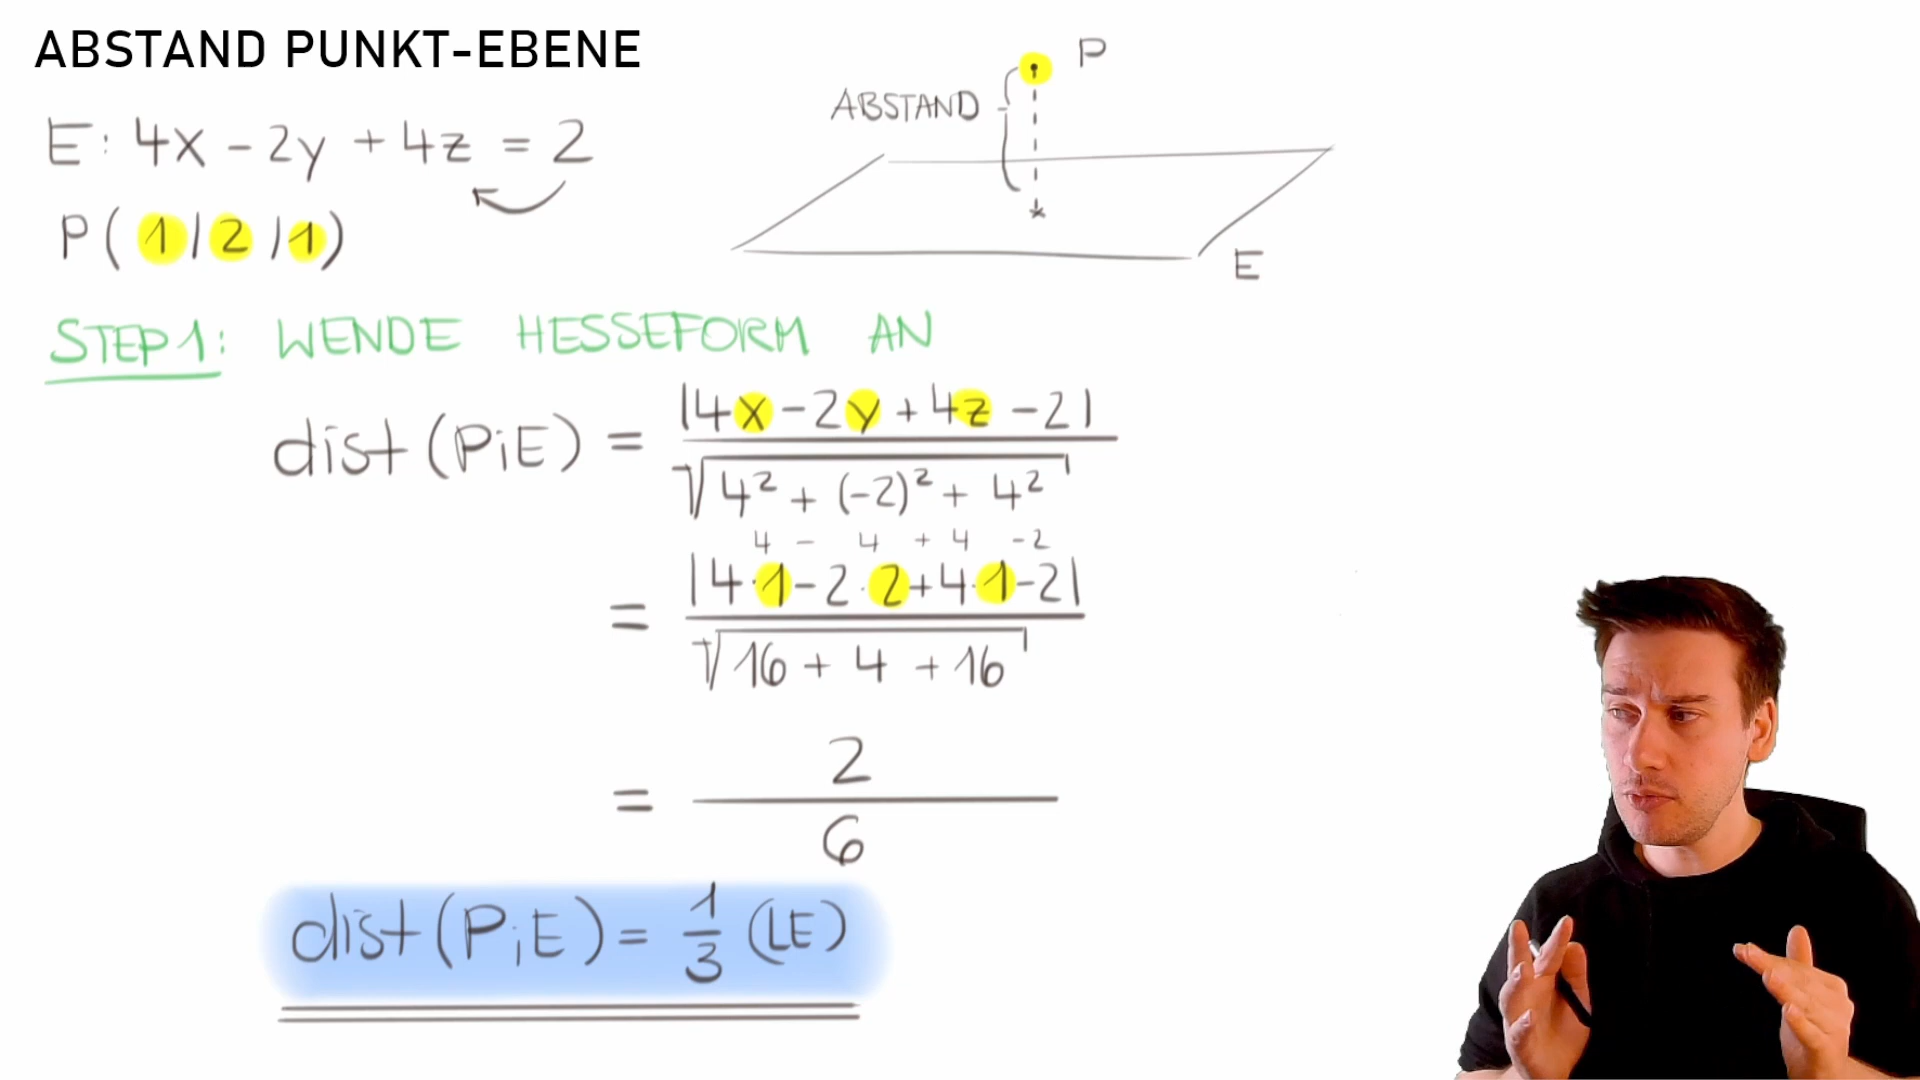 ABSTAND PUNKT-EBENE
E: 4x - 2y + 4z = 2
P(1|2|1)
P
ABSTAND
E
STEP 1: WENDE HESSEFORM AN
dist(P;E) = |4x - 2y + 4z - 2|
√4² + (-2)² + 4²
4 - 4 + 4 - 2
= |4·1 - 2·2 + 4·1 - 2|
√16 + 4 + 16
= 2
6
dist(P;E) = 1/3 (LE)